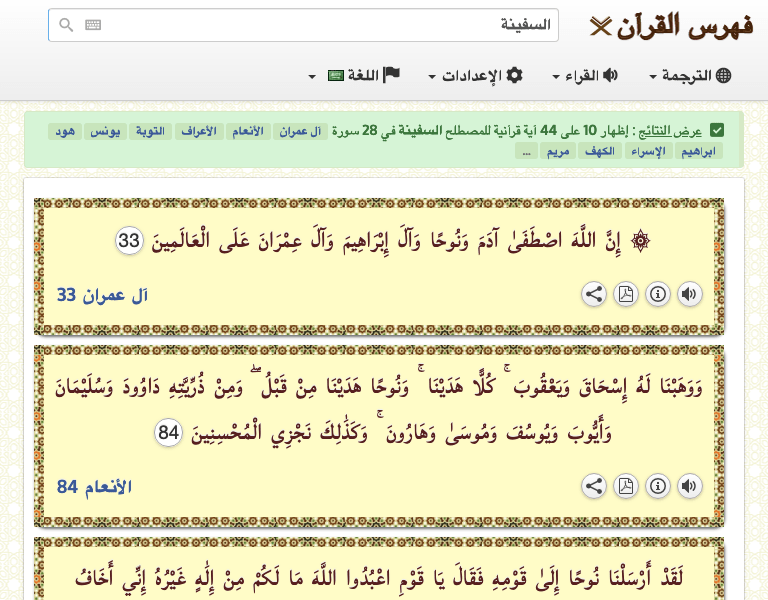 فهرس القرآن
السفينة
الترجمة
القراء
الإعدادات
اللغة
عرض النتائج : إظهار 10 على 44 آية قرآنية للمصطلح السفينة في 28 سورة آل عمران الأنعام الأعراف التوبة يونس هود
ابراهيم الإسراء الكهف مريم ...
۞ إِنَّ اللَّهَ اصْطَفَىٰ آدَمَ وَنُوحًا وَآلَ إِبْرَاهِيمَ وَآلَ عِمْرَانَ عَلَى الْعَالَمِينَ 33
آل عمران 33
وَوَهَبْنَا لَهُ إِسْحَاقَ وَيَعْقُوبَ ۚ كُلًّا هَدَيْنَا ۚ وَنُوحًا هَدَيْنَا مِنْ قَبْلُ ۖ وَمِنْ ذُرِّيَّتِهِ دَاوُودَ وَسُلَيْمَانَ
وَأَيُّوبَ وَيُوسُفَ وَمُوسَىٰ وَهَارُونَ ۚ وَكَذَٰلِكَ نَجْزِي الْمُحْسِنِينَ 84
الأنعام 84
لَقَدْ أَرْسَلْنَا نُوحًا إِلَىٰ قَوْمِهِ فَقَالَ يَا قَوْمِ اعْبُدُوا اللَّهَ مَا لَكُمْ مِنْ إِلَٰهٍ غَيْرُهُ إِنِّي أَخَافُ